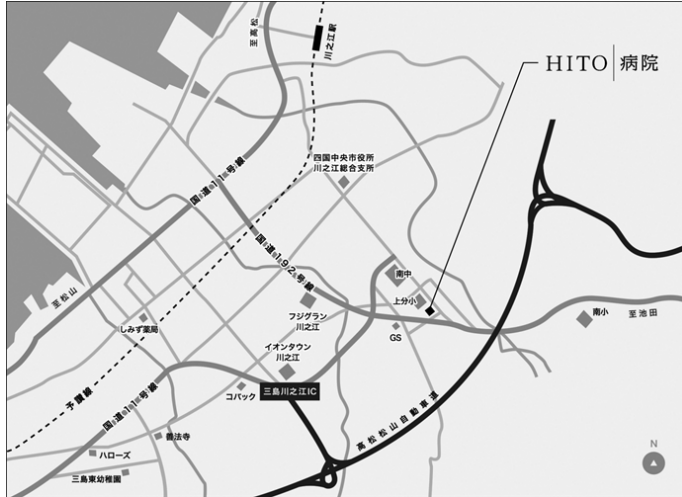 至高松
川之江駅
HITO 病院
四国中央市役所
川之江総合支所
国道11号線
国道192号線
南中
上分小
GS
南小
至池田
至松山
しみず薬局
フジグラン
川之江
イオンタウン
川之江
三島川之江IC
コバック
予讃線
国道11号線
高松松山自動車道
善法寺
ハローズ
三島東幼稚園
N